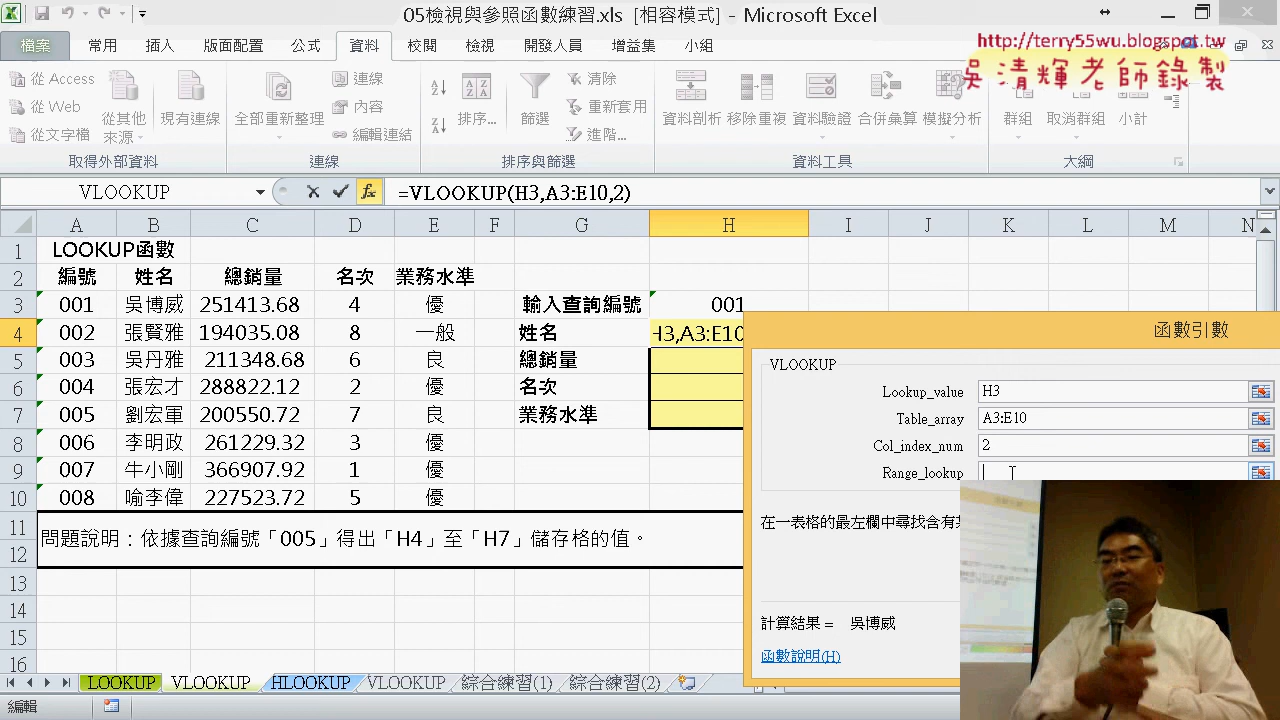 05檢視與參照函數練習.xls [相容模式] - Microsoft Excel
http://terry55wu.blogspot.tw
吳清輝老師錄製
檔案 常用 插入 版面配置 公式 資料 校閱 檢視 開發人員 增益集 小組
從 Access
從 Web
從文字檔
從其他來源
現有連線
全部重新整理
連線
內容
編輯連結
排序...
篩選
清除
重新套用
進階...
資料剖析 移除重複 資料驗證 合併彙算 模擬分析
群組 取消群組 小計
取得外部資料 連線 排序與篩選 資料工具 大綱
VLOOKUP =VLOOKUP(H3,A3:E10,2)
A B C D E F G H I J K L M N
1 LOOKUP函數
2 編號 姓名 總銷量 名次 業務水準
3 001 吳博威 251413.68 4 優 輸入查詢編號 001
4 002 張賢雅 194035.08 8 一般 姓名 H3,A3:E10
5 003 吳丹雅 211348.68 6 良 總銷量
6 004 張宏才 288822.12 2 優 名次
7 005 劉宏軍 200550.72 7 良 業務水準
8 006 李明政 261229.32 3 優
9 007 牛小剛 366907.92 1 優
10 008 喻李偉 227523.72 5 優
11 問題說明：依據查詢編號「005」得出「H4」至「H7」儲存格的值。
12
13
14
15
16
函數引數
VLOOKUP
Lookup_value H3
Table_array A3:E10
Col_index_num 2
Range_lookup
在一表格的最左欄中尋找含有
計算結果 = 吳博威
函數說明(H)
LOOKUP VLOOKUP HLOOKUP VLOOKUP 綜合練習(1) 綜合練習(2)
編輯